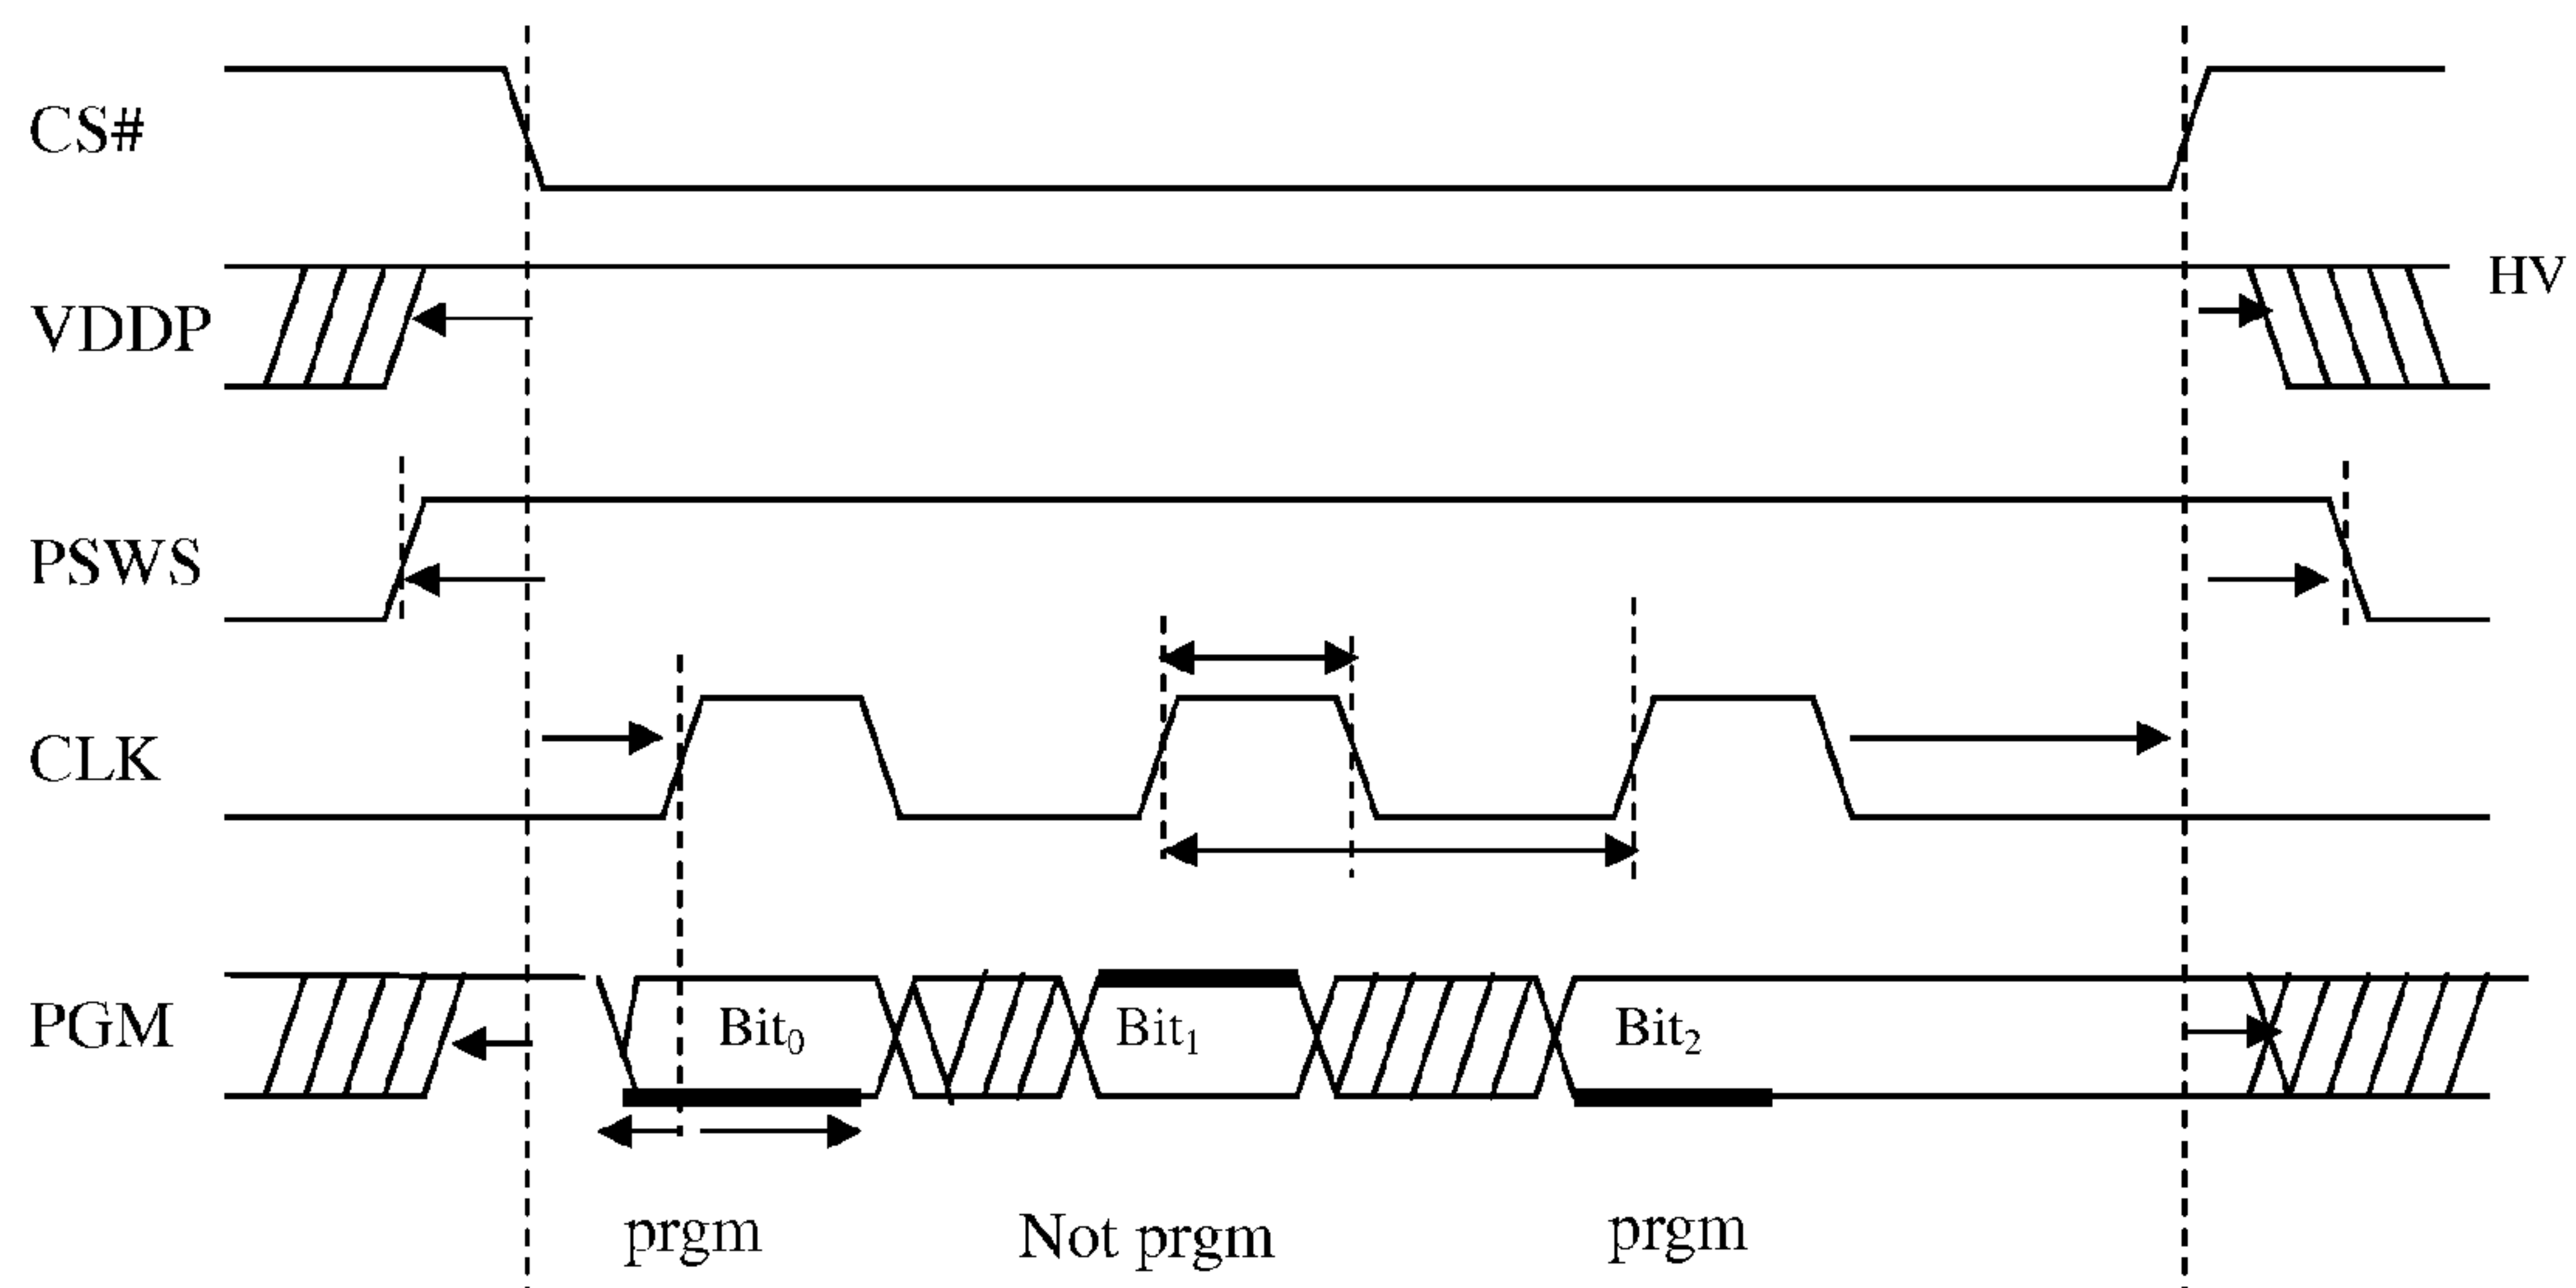 CS#
HV
VDDP
PSWS
CLK
PGM
Bit₀
Bit₁
Bit₂
prgm
Not prgm
prgm